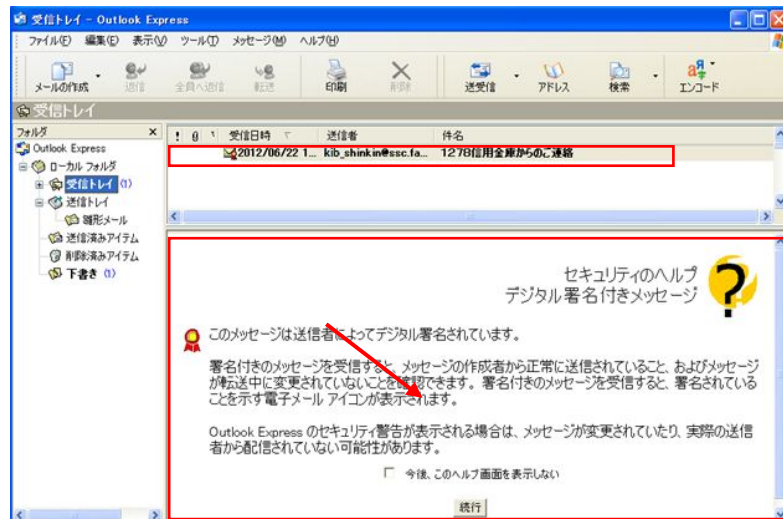 受信トレイ - Outlook Express
ファイル(F) 編集(E) 表示(V) ツール(T) メッセージ(M) ヘルプ(H)
メールの作成 返信 全員へ返信 転送 印刷 削除 送受信 アドレス 検索 エンコード
受信トレイ
フォルダ ×
! 受信日時 送信者 件名
Outlook Express
2012/06/22 1... kib_shinkin@ssc.fa... 1278信用金庫からのご連絡
ローカル フォルダ
受信トレイ (1)
送信トレイ
雛形メール
送信済みアイテム
削除済みアイテム
下書き (1)
セキュリティのヘルプ
デジタル署名付きメッセージ
このメッセージは送信者によってデジタル署名されています。
署名付きのメッセージを受信すると、メッセージの作成者から正常に送信されていること、およびメッセージ
が転送中に変更されていないことを確認できます。署名付きのメッセージを受信すると、署名されている
ことを示す電子メール アイコンが表示されます。
Outlook Express のセキュリティ警告が表示される場合は、メッセージが変更されていたり、実際の送信
者から配信されていない可能性があります。
今後、このヘルプ画面を表示しない
続行